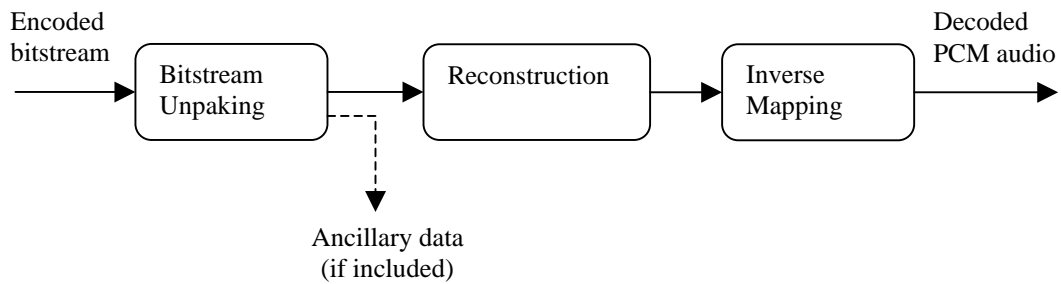 Encoded
bitstream
Bitstream
Unpaking
Reconstruction
Inverse
Mapping
Decoded
PCM audio
Ancillary data
(if included)